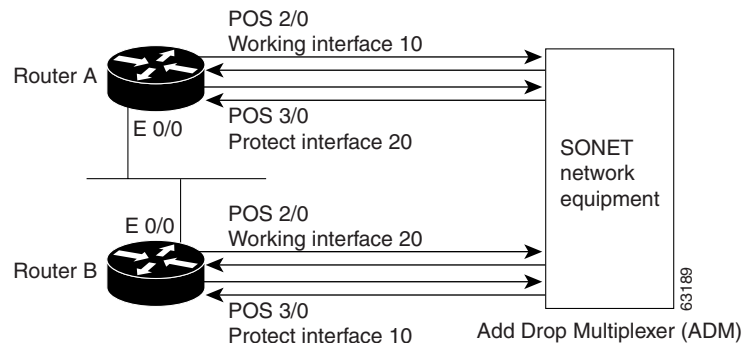 POS 2/0
Working interface 10
Router A
E 0/0
POS 3/0
Protect interface 20
SONET
network
equipment
E 0/0
POS 2/0
Working interface 20
Router B
POS 3/0
Protect interface 10
63189
Add Drop Multiplexer (ADM)